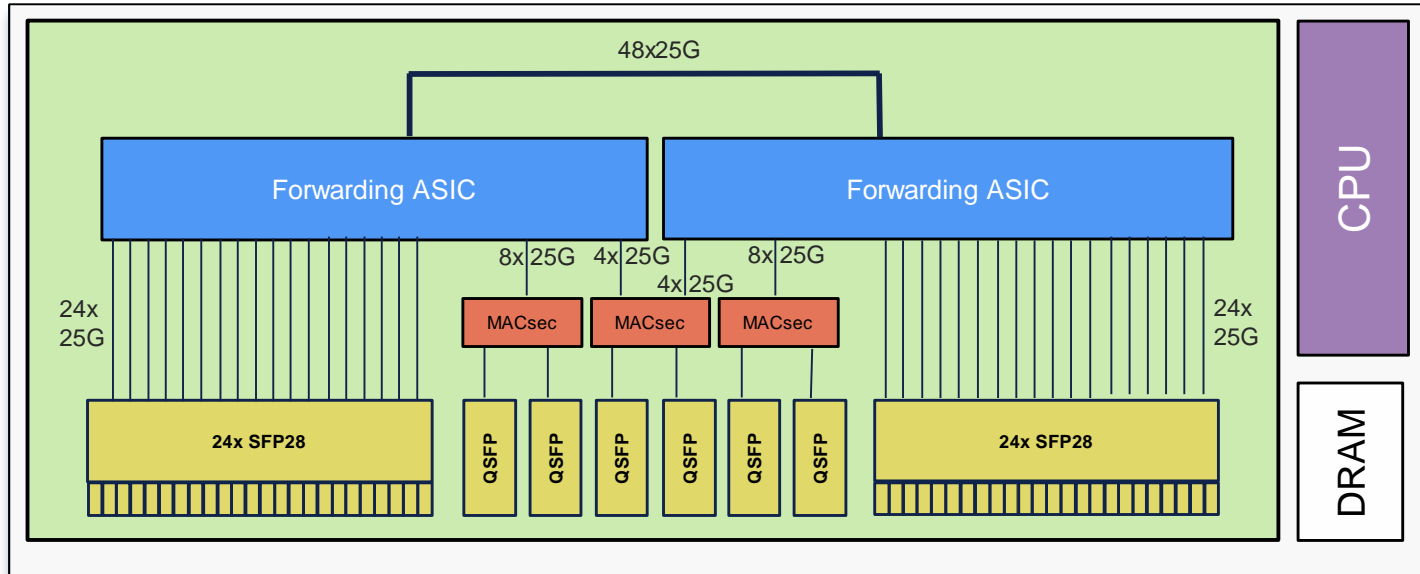 48x25G
CPU
Forwarding ASIC
Forwarding ASIC
8x 25G
4x 25G
8x 25G
4x 25G
24x
25G
24x
25G
MACsec
MACsec
MACsec
24x SFP28
QSFP
QSFP
QSFP
QSFP
QSFP
QSFP
24x SFP28
DRAM